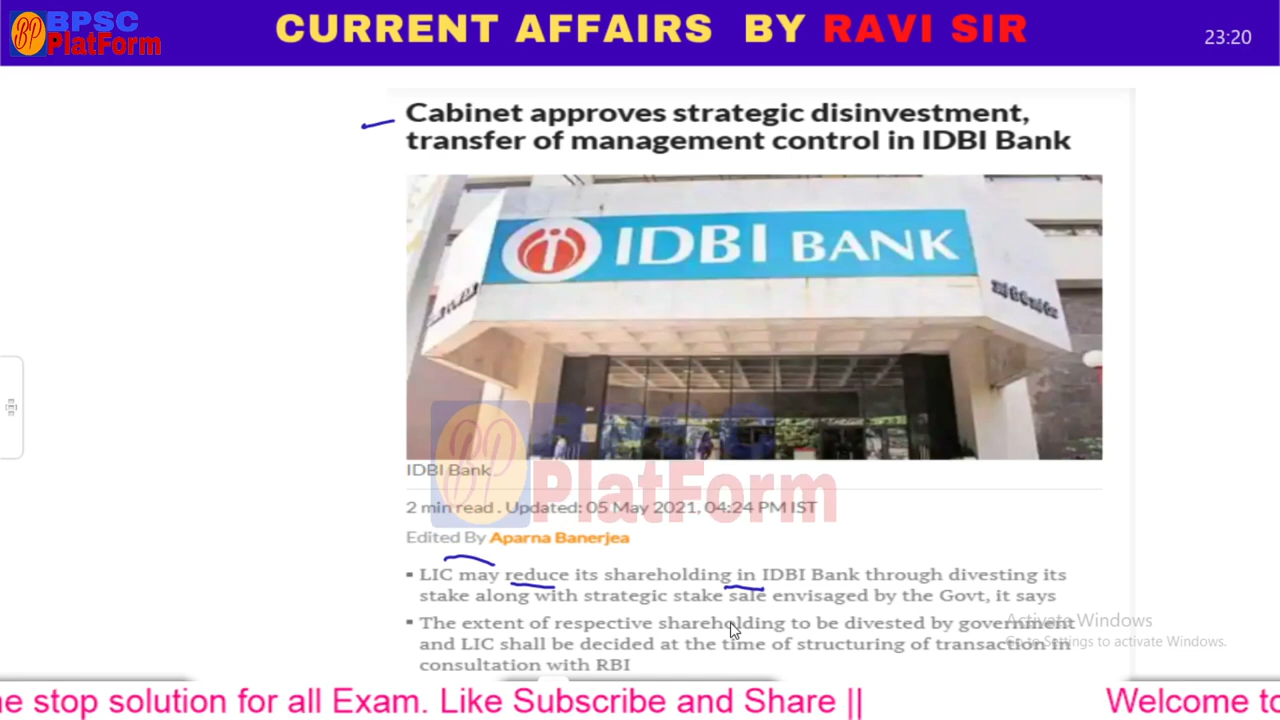 BPSC
PlatForm
CURRENT AFFAIRS BY RAVI SIR
23:20
Cabinet approves strategic disinvestment,
transfer of management control in IDBI Bank
IDBI BANK
IDBI Bank
BPSC
PlatForm
2 min read . Updated: 05 May 2021, 04:24 PM IST
Edited By Aparna Banerjea
▪ LIC may reduce its shareholding in IDBI Bank through divesting its
stake along with strategic stake sale envisaged by the Govt, it says
▪ The extent of respective shareholding to be divested by government
and LIC shall be decided at the time of structuring of transaction in
consultation with RBI
Activate Windows
Go to Settings to activate Windows.
ne stop solution for all Exam. Like Subscribe and Share || Welcome to